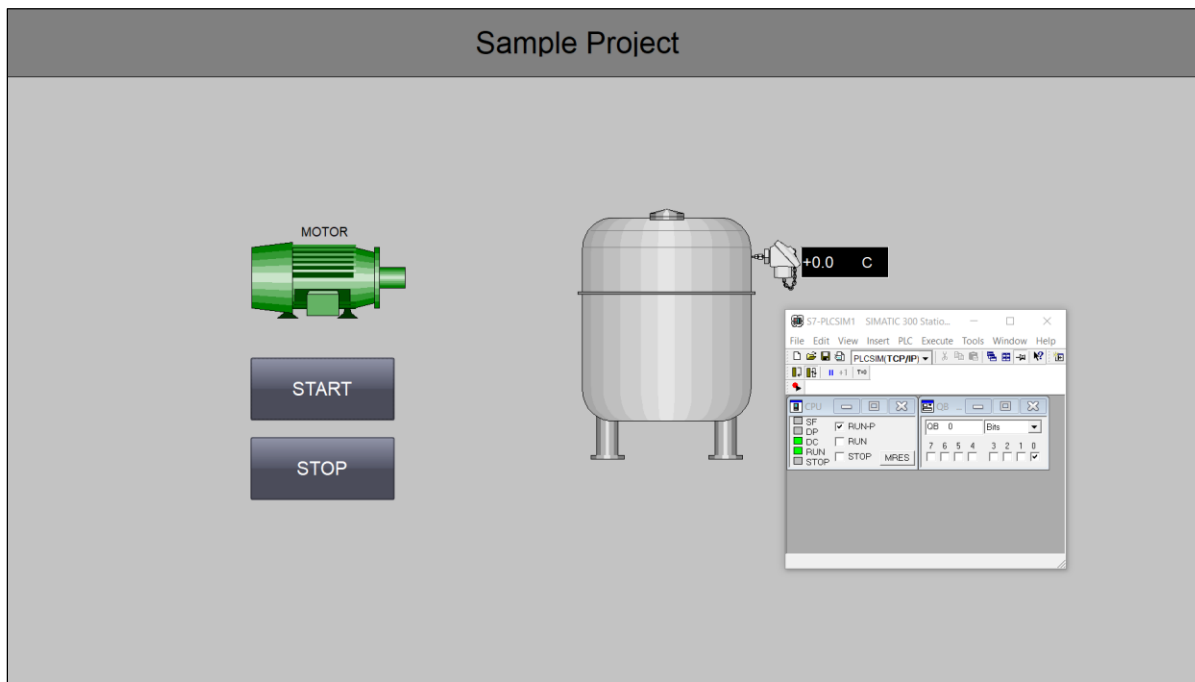 Sample Project
MOTOR
+0.0 C
START
STOP
S7-PLCSIM1 SIMATIC 300 Statio...
File Edit View Insert PLC Execute Tools Window Help
PLCSIM(TCP/IP)
+1 T=0
CPU
SF
DP
DC
RUN
STOP
RUN-P
RUN
STOP
MRES
QB ...
QB 0 Bits
7 6 5 4 3 2 1 0